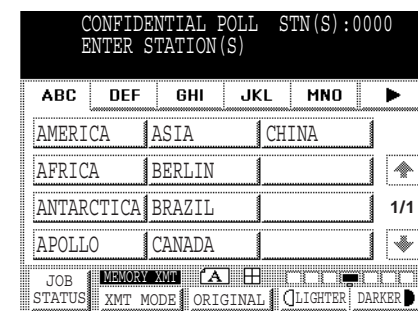 CONFIDENTIAL POLL STN(S):0000
ENTER STATION(S)
ABC DEF GHI JKL MNO
AMERICA ASIA CHINA
AFRICA BERLIN
ANTARCTICA BRAZIL 1/1
APOLLO CANADA
JOB STATUS
MEMORY XMT A
XMT MODE ORIGINAL LIGHTER DARKER